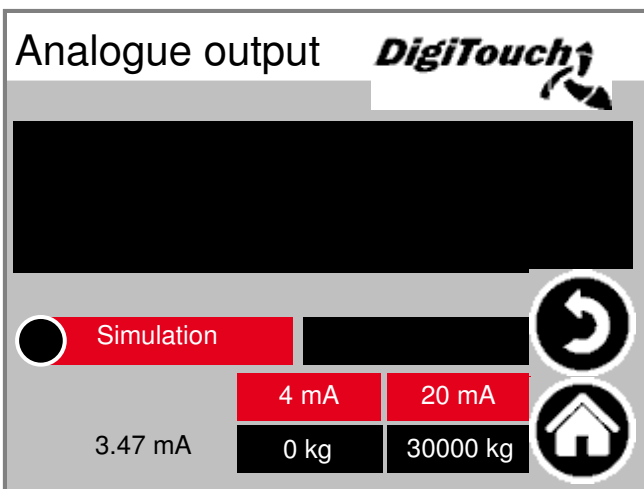 Analogue output
DigiTouch
Simulation
4 mA 20 mA
3.47 mA 0 kg 30000 kg